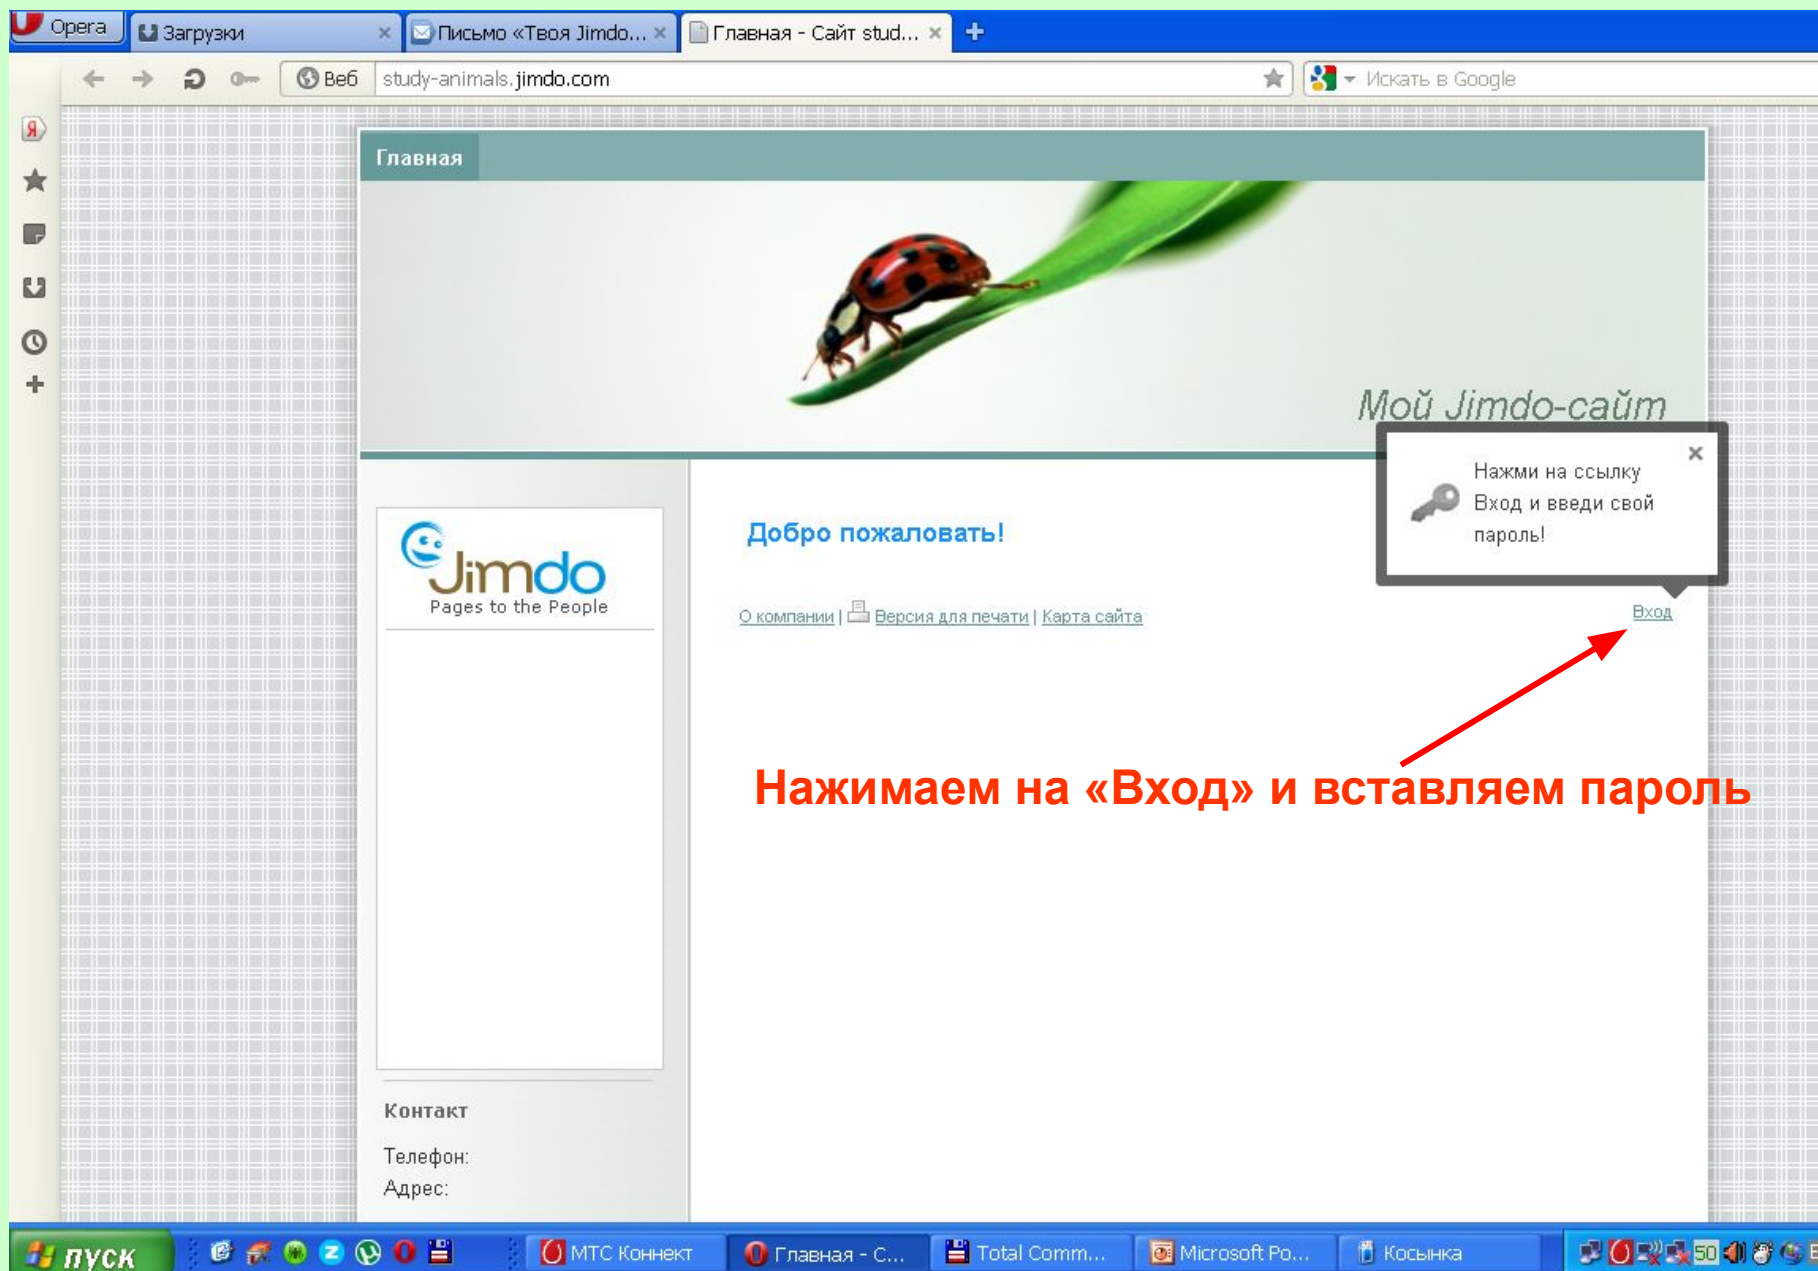 Opera
Загрузки
Письмо «Твоя Jimdo...
Главная - Сайт stud...
Веб
study-animals.jimdo.com
Искать в Google
Я
Главная
Мой Jimdo-сайт
Нажми на ссылку
Вход и введи свой
пароль!
Jimdo
Pages to the People
Добро пожаловать!
О компании | Версия для печати | Карта сайта
Вход
Нажимаем на «Вход» и вставляем пароль
Контакт
Телефон:
Адрес:
пуск
МТС Коннект
Главная - С...
Total Comm...
Microsoft Po...
Косынка
50